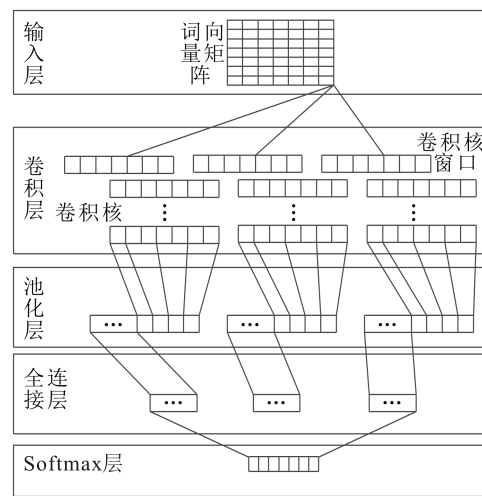 输
入
层
词向
量矩
阵
卷
积
层
卷积核
窗口
卷积核
池
化
层
全连
接层
Softmax层